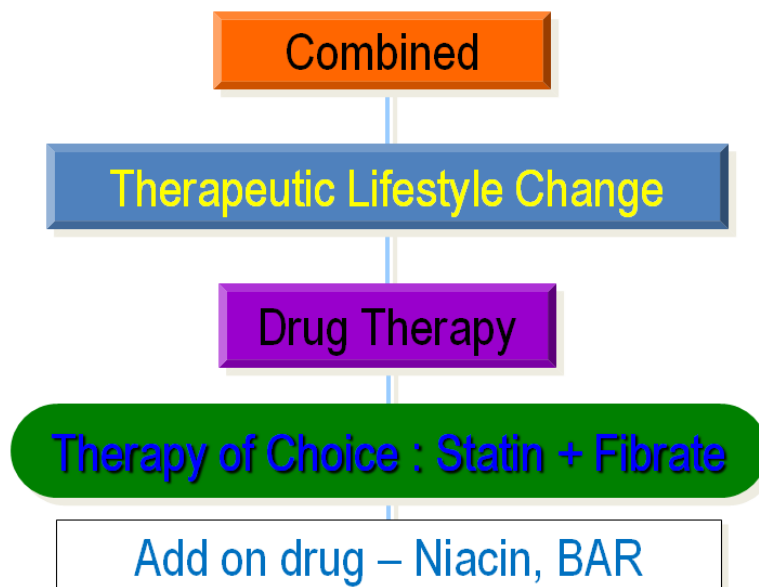 Combined
Therapeutic Lifestyle Change
Drug Therapy
Therapy of Choice : Statin + Fibrate
Add on drug – Niacin, BAR